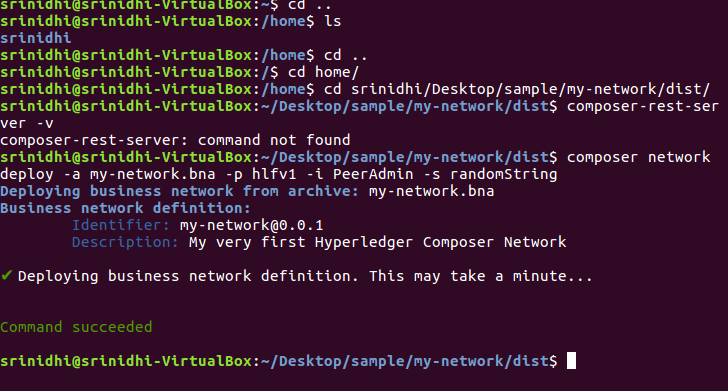 srinidhi@srinidhi-VirtualBox:~$ cd ..
srinidhi@srinidhi-VirtualBox:/home$ ls
srinidhi
srinidhi@srinidhi-VirtualBox:/home$ cd ..
srinidhi@srinidhi-VirtualBox:/$ cd home/
srinidhi@srinidhi-VirtualBox:/home$ cd srinidhi/Desktop/sample/my-network/dist/
srinidhi@srinidhi-VirtualBox:~/Desktop/sample/my-network/dist$ composer-rest-ser
ver -v
composer-rest-server: command not found
srinidhi@srinidhi-VirtualBox:~/Desktop/sample/my-network/dist$ composer network
deploy -a my-network.bna -p hlfv1 -i PeerAdmin -s randomString
Deploying business network from archive: my-network.bna
Business network definition:
        Identifier: my-network@0.0.1
        Description: My very first Hyperledger Composer Network
✔ Deploying business network definition. This may take a minute...
Command succeeded
srinidhi@srinidhi-VirtualBox:~/Desktop/sample/my-network/dist$